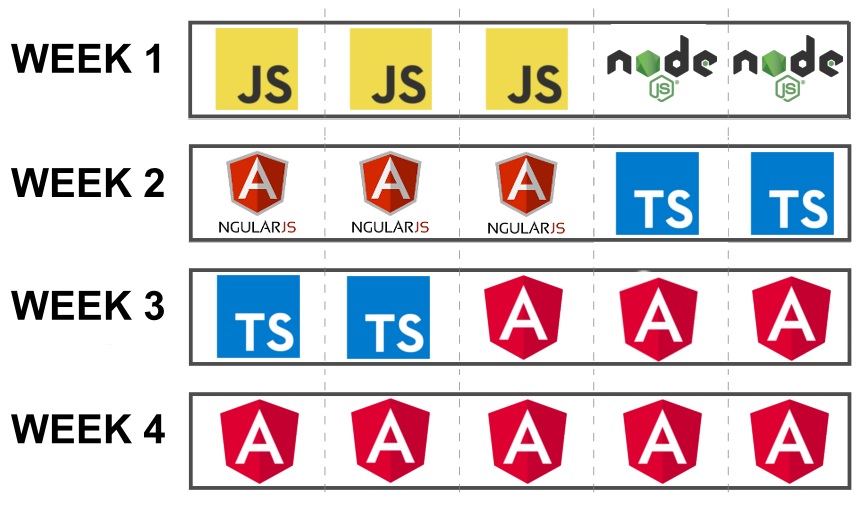 WEEK 1 JS JS JS node JS node JS
WEEK 2 A A A TS TS
NGULARJS NGULARJS NGULARJS
WEEK 3 TS TS A A A
WEEK 4 A A A A A